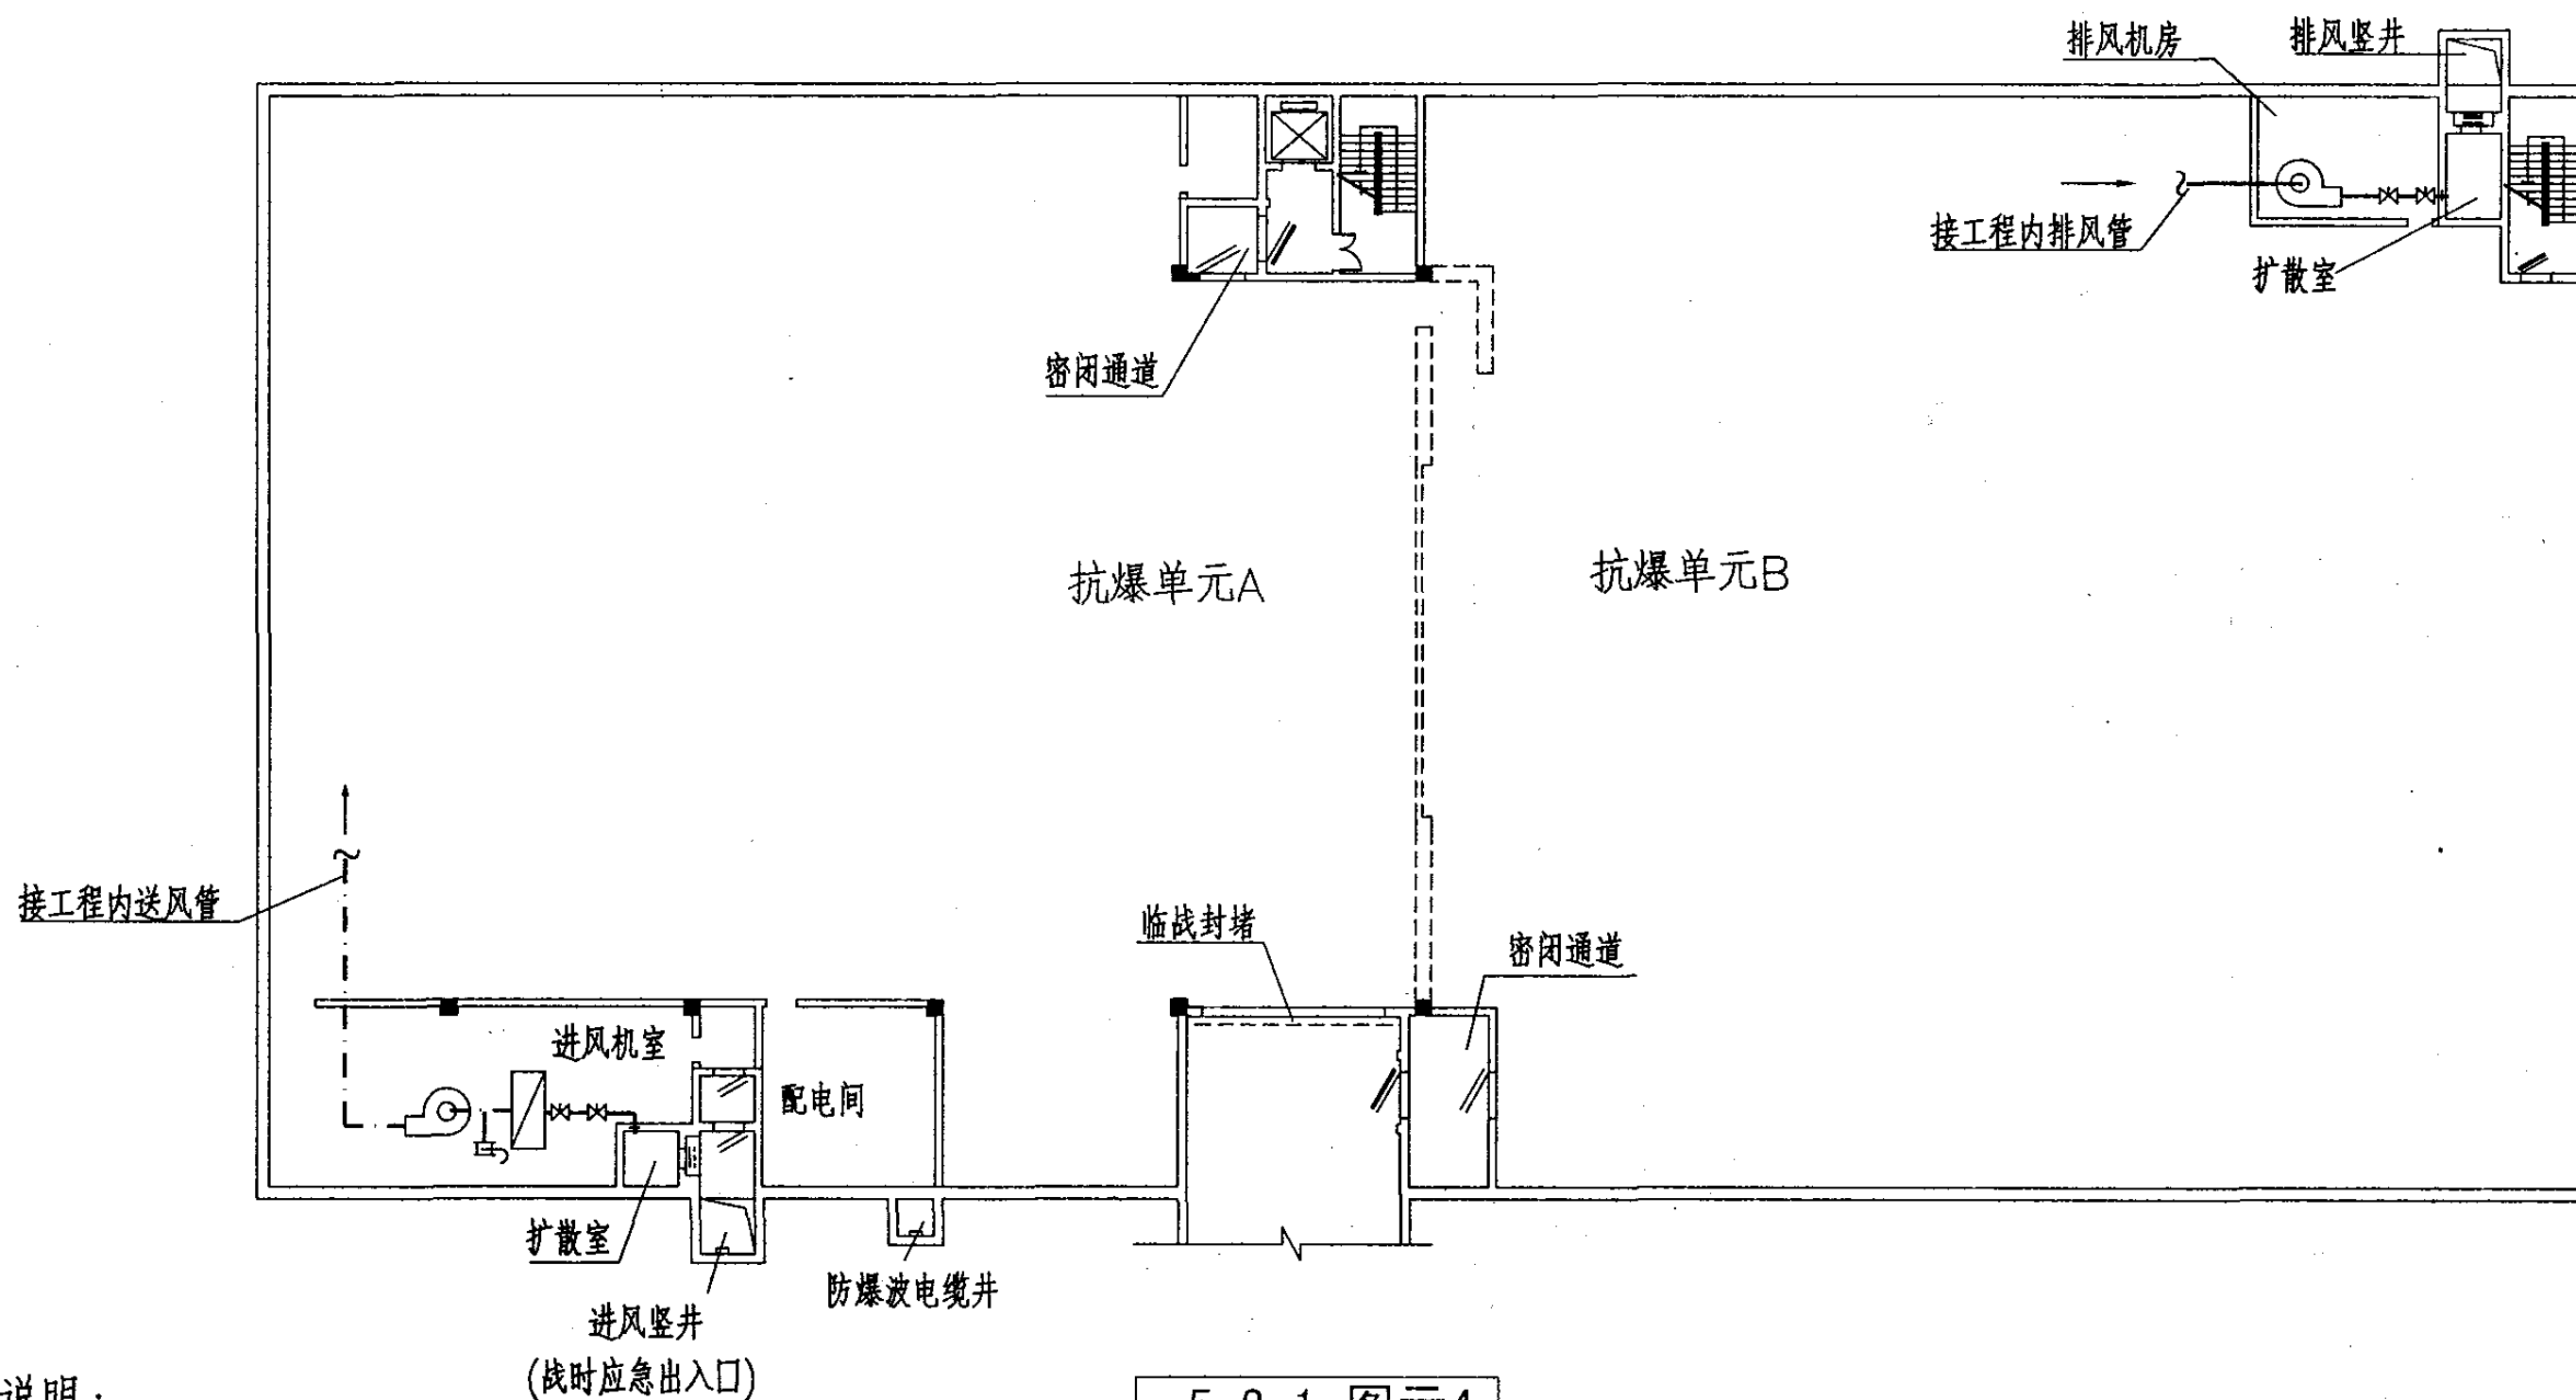 排风机房
排风竖井
接工程内排风管
扩散室
密闭通道
抗爆单元A
抗爆单元B
接工程内送风管
临战封堵
密闭通道
进风机室
配电间
扩散室
防爆波电缆井
进风竖井
(战时应急出入口)
说明: